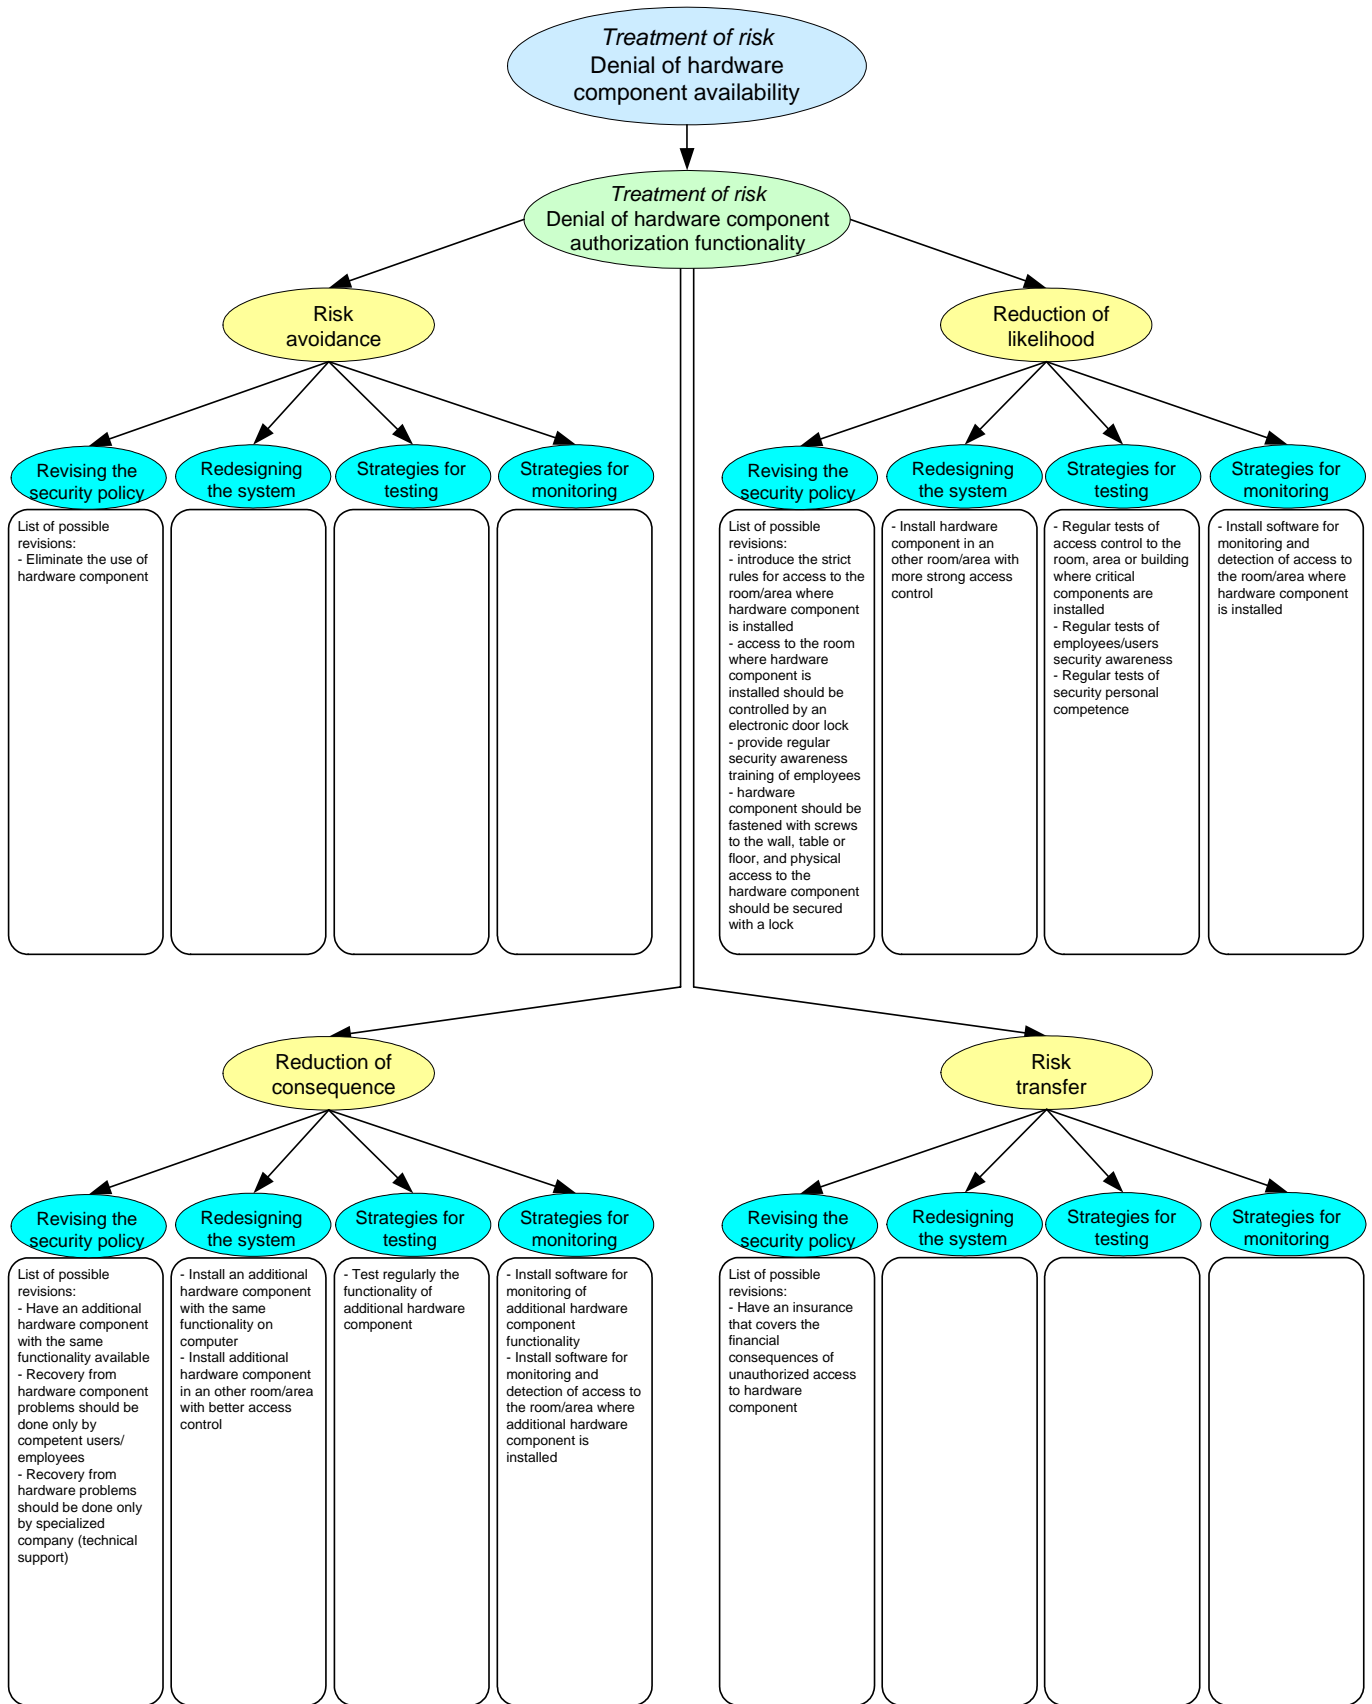 Treatment of risk
Denial of hardware
component availability
Treatment of risk
Denial of hardware component
authorization functionality
Risk
avoidance
Reduction of
likelihood
Revising the
security policy
Redesigning
the system
Strategies for
testing
Strategies for
monitoring
Revising the
security policy
Redesigning
the system
Strategies for
testing
Strategies for
monitoring
List of possible
revisions:
- Eliminate the use of
hardware component
List of possible
revisions:
- introduce the strict
rules for access to the
room/area where
hardware component
is installed
- access to the room
where hardware
component is
installed should be
controlled by an
electronic door lock
- provide regular
security awareness
training of employees
- hardware
component should be
fastened with screws
to the wall, table or
floor, and physical
access to the
hardware component
should be secured
with a lock
- Install hardware
component in an
other room/area with
more strong access
control
- Regular tests of
access control to the
room, area or building
where critical
components are
installed
- Regular tests of
employees/users
security awareness
- Regular tests of
security personal
competence
- Install software for
monitoring and
detection of access to
the room/area where
hardware component
is installed
Reduction of
consequence
Risk
transfer
Revising the
security policy
Redesigning
the system
Strategies for
testing
Strategies for
monitoring
Revising the
security policy
Redesigning
the system
Strategies for
testing
Strategies for
monitoring
List of possible
revisions:
- Have an additional
hardware component
with the same
functionality available
- Recovery from
hardware component
problems should be
done only by
competent users/
employees
- Recovery from
hardware problems
should be done only
by specialized
company (technical
support)
- Install an additional
hardware component
with the same
functionality on
computer
- Install additional
hardware component
in an other room/area
with better access
control
- Test regularly the
functionality of
additional hardware
component
- Install software for
monitoring of
additional hardware
component
functionality
- Install software for
monitoring and
detection of access to
the room/area where
additional hardware
component is
installed
List of possible
revisions:
- Have an insurance
that covers the
financial
consequences of
unauthorized access
to hardware
component